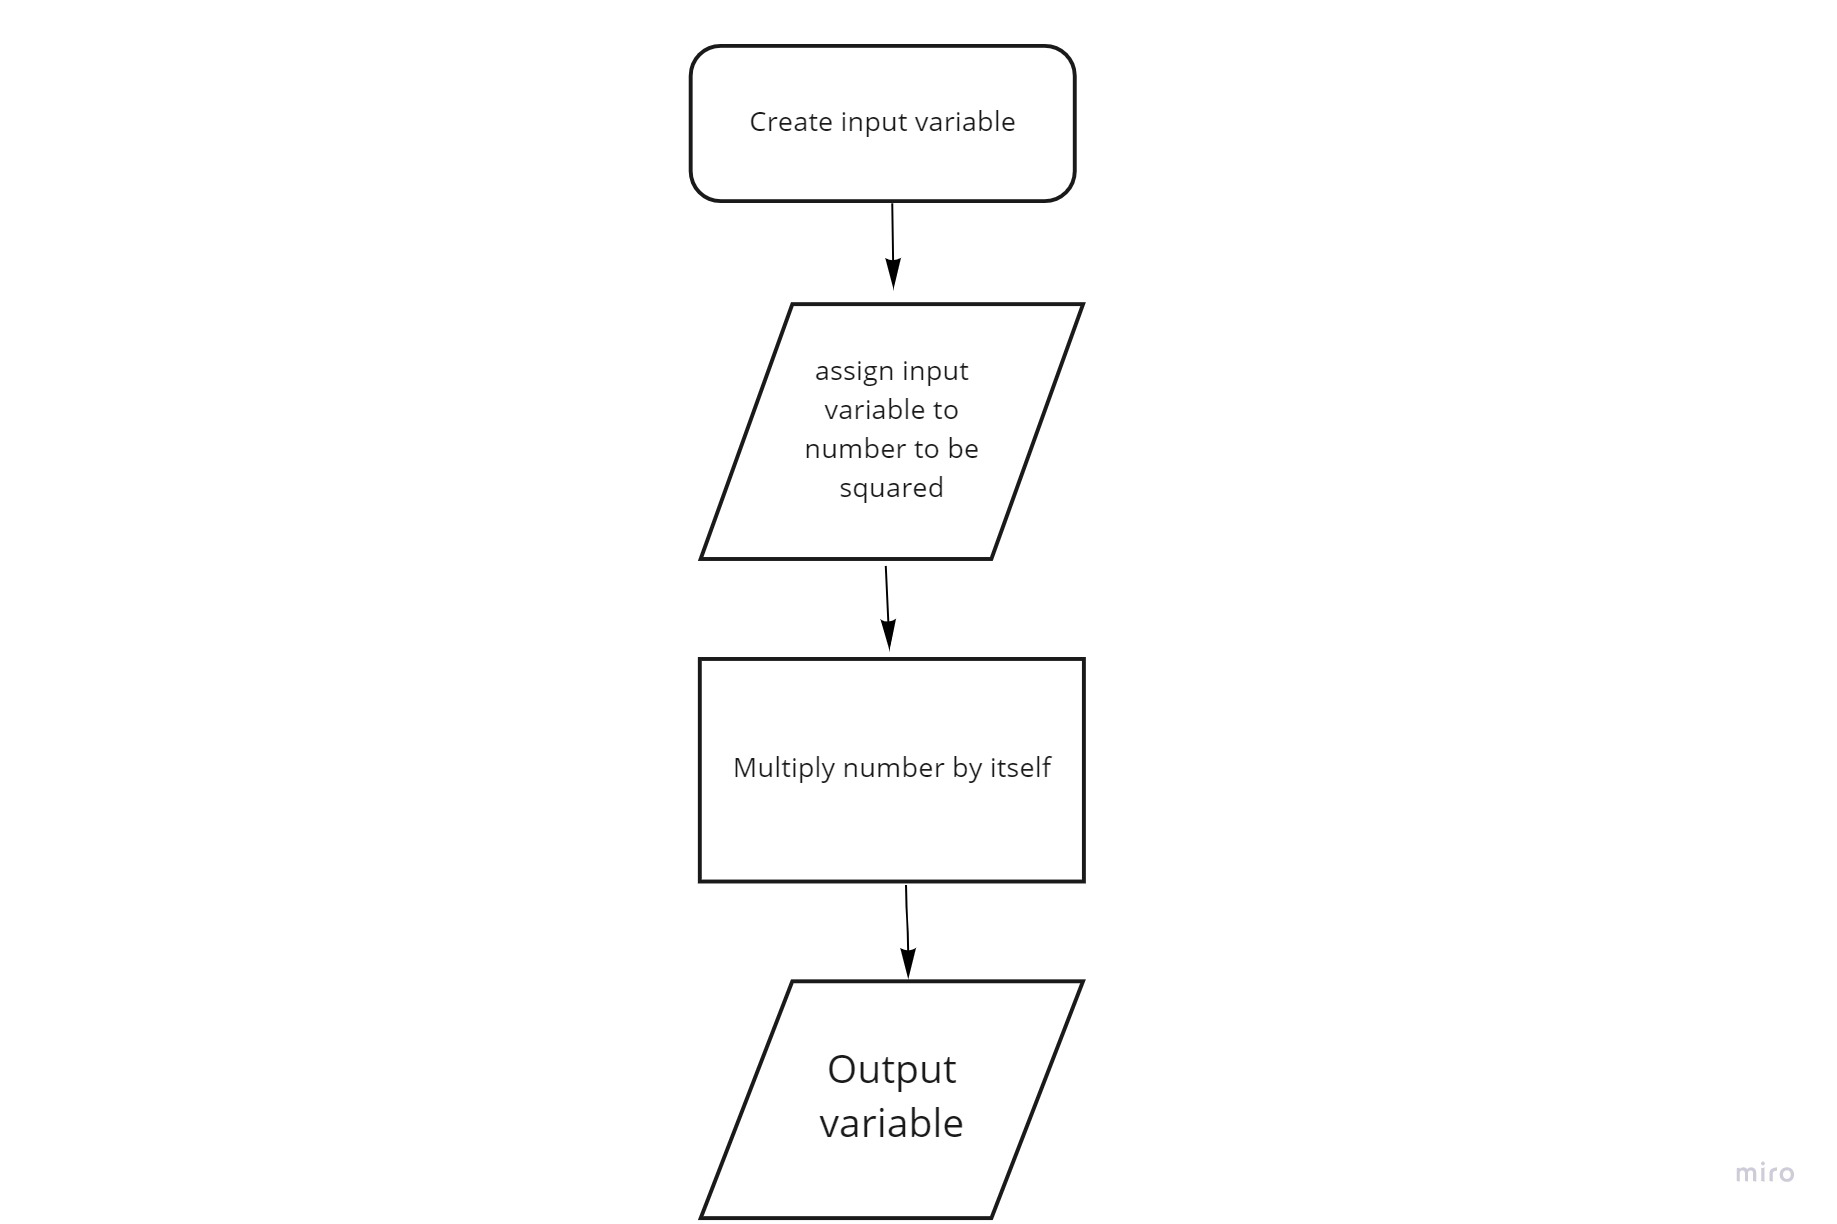 Create input variable
assign input
variable to
number to be
squared
Multiply number by itself
Output
variable
miro